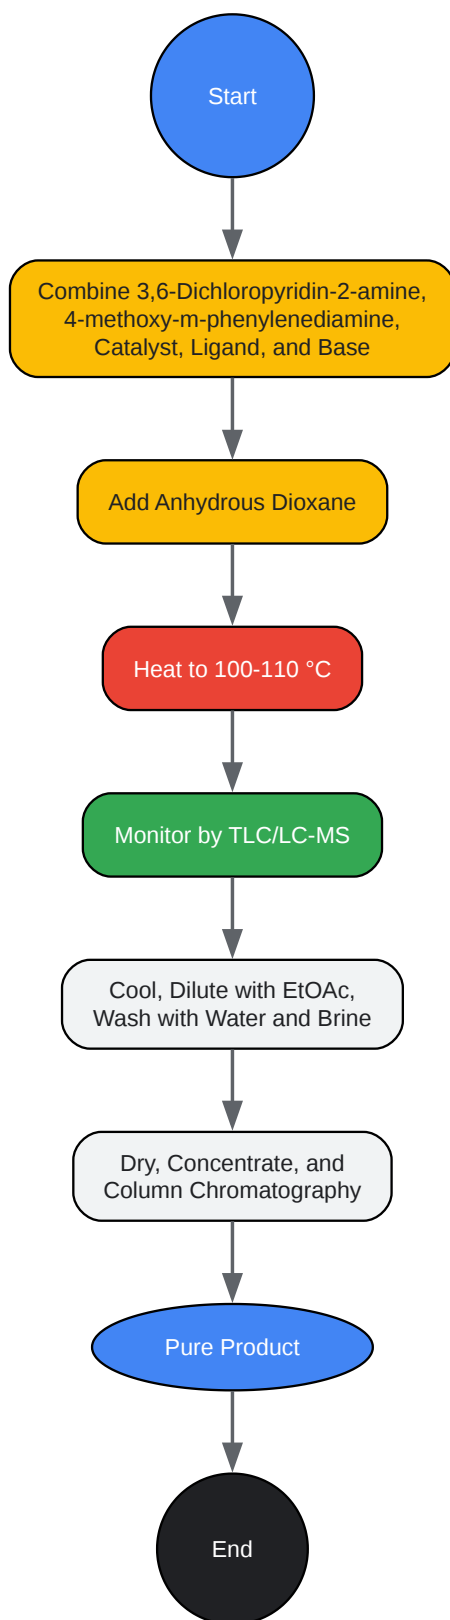 Start
Combine 3,6-Dichloropyridin-2-amine,
4-methoxy-m-phenylenediamine,
Catalyst, Ligand, and Base
Add Anhydrous Dioxane
Heat to 100-110 °C
Monitor by TLC/LC-MS
Cool, Dilute with EtOAc,
Wash with Water and Brine
Dry, Concentrate, and
Column Chromatography
Pure Product
End